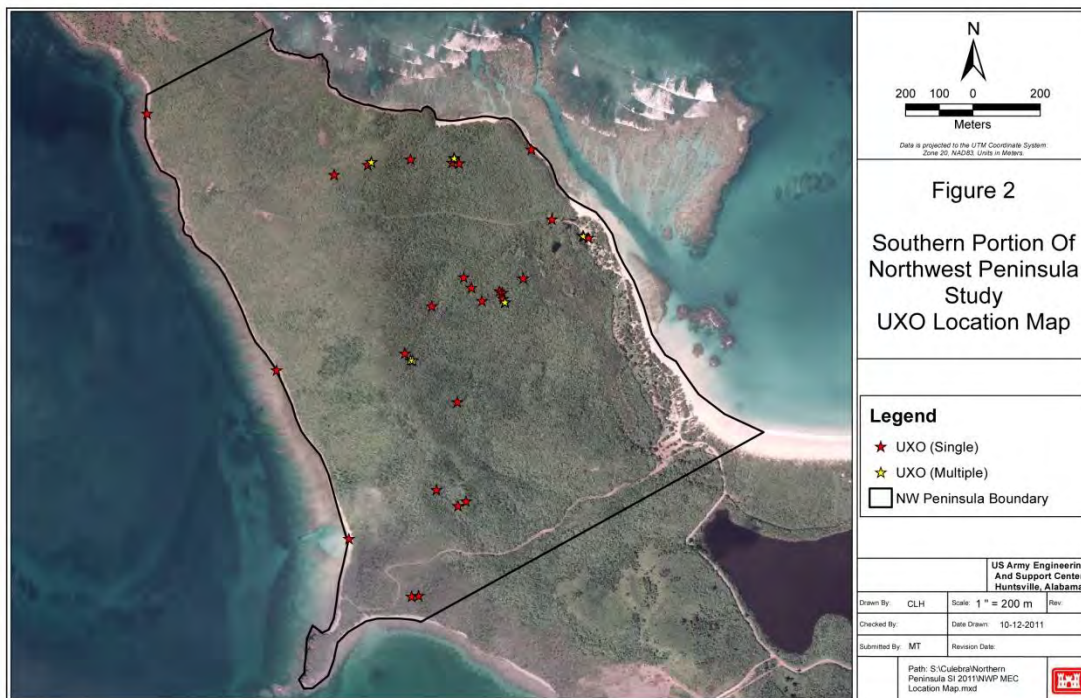 N
200 100 0 200
Meters
Data is projected to the UTM Coordinate System
Zone 20, NAD83, Units in Meters.
Figure 2
Southern Portion Of
Northwest Peninsula
Study
UXO Location Map
Legend
UXO (Single)
UXO (Multiple)
NW Peninsula Boundary
US Army Engineering
And Support Center
Huntsville, Alabama
Drawn By: CLH Scale: 1 " = 200 m Rev:
Checked By: Date Drawn: 10-12-2011
Submitted By: MT Revision Date:
Path: S:\Culebra\Northern
Peninsula SI 2011\NWP MEC
Location Map.mxd